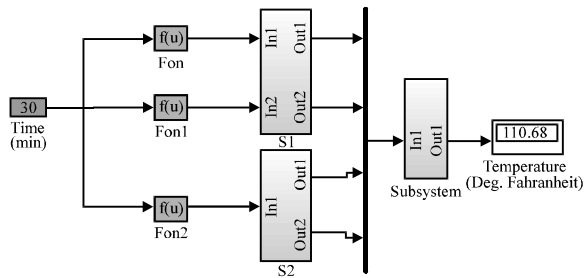 f(u)
Fon
In1
Out1
30
Time
(min)
f(u)
Fon1
In2
Out2
S1
In1
Out1
Subsystem
110.68
Temperature
(Deg. Fahranheit)
f(u)
Fon2
In1
Out1
Out2
S2